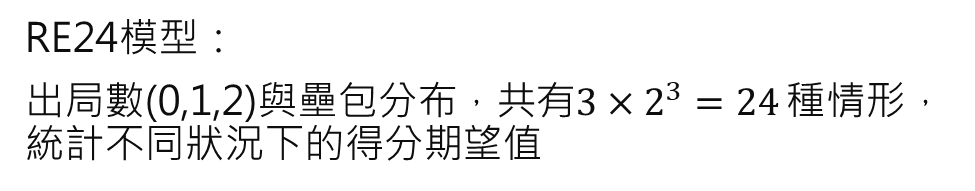 RE24模型：
出局數(0,1,2)與壘包分布，共有3 × 2³ = 24 種情形，
統計不同狀況下的得分期望值